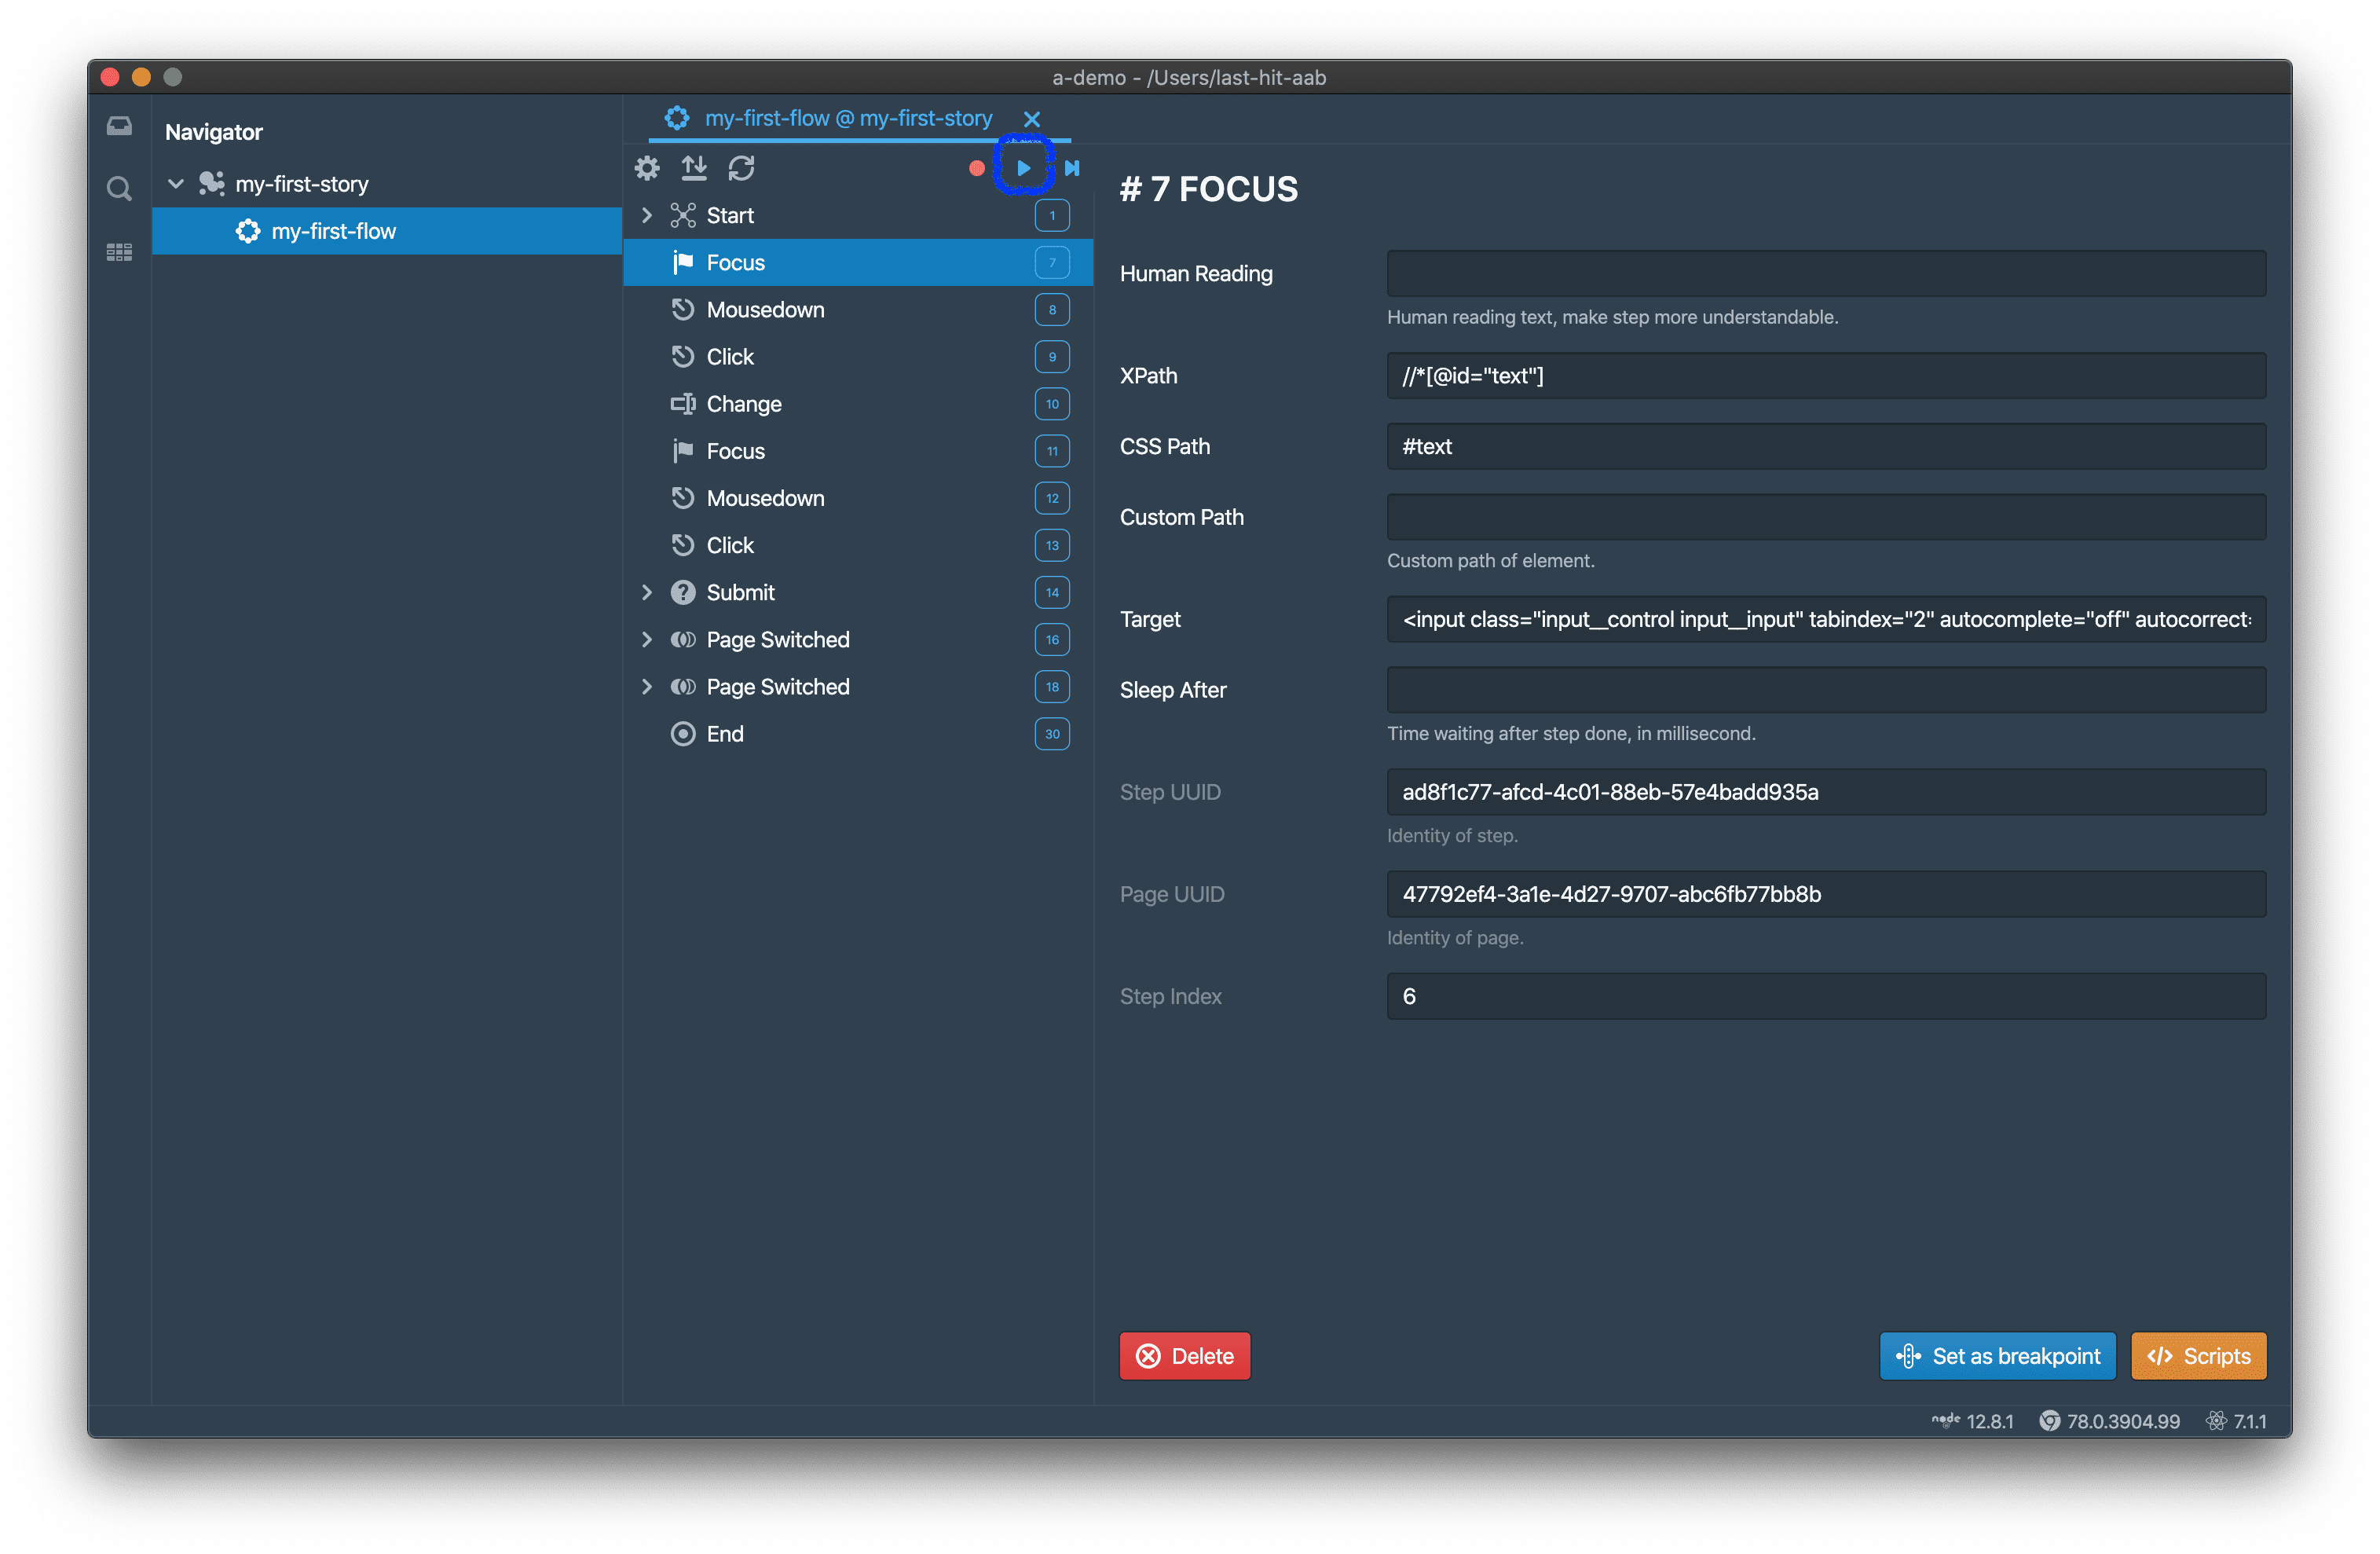 a-demo - /Users/last-hit-aab
Navigator
my-first-story
my-first-flow
my-first-flow @ my-first-story
Start 1
Focus 7
Mousedown 8
Click 9
Change 10
Focus 11
Mousedown 12
Click 13
Submit 14
Page Switched 16
Page Switched 18
End 30
# 7 FOCUS
Human Reading
Human reading text, make step more understandable.
XPath //*[@id="text"]
CSS Path #text
Custom Path
Custom path of element.
Target <input class="input__control input__input" tabindex="2" autocomplete="off" autocorrect=
Sleep After
Time waiting after step done, in millisecond.
Step UUID ad8f1c77-afcd-4c01-88eb-57e4badd935a
Identity of step.
Page UUID 47792ef4-3a1e-4d27-9707-abc6fb77bb8b
Identity of page.
Step Index 6
Delete
Set as breakpoint
</> Scripts
node 12.8.1 78.0.3904.99 7.1.1